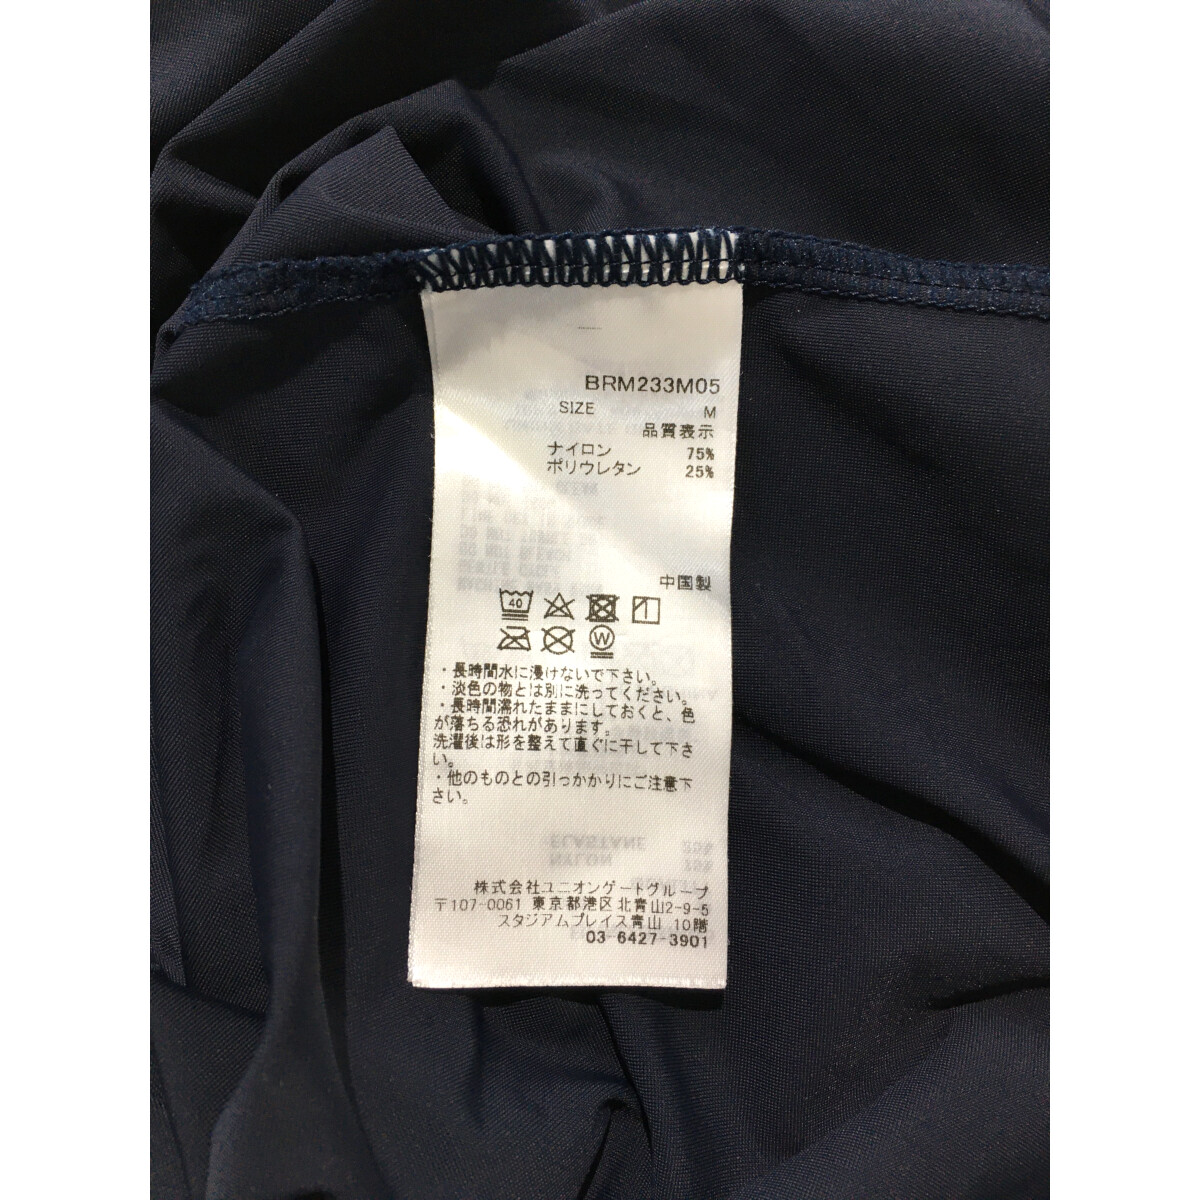 BRM233M05
SIZE M
品質表示
ナイロン 75%
ポリウレタン 25%
中国製
40
W
・長時間水に浸けないで下さい。
・淡色の物とは別に洗ってください。
・長時間濡れたままにしておくと、色
が落ちる恐れがあります。
洗濯後は形を整えて直ぐに干して下さ
い。
・他のものとの引っかかりにご注意下
さい。
ELASTANE 25%
NYLON 75%
株式会社ユニオンゲートグループ
〒107-0061 東京都港区北青山2-9-5
スタジアムプレイス青山 10階
03-6427-3901